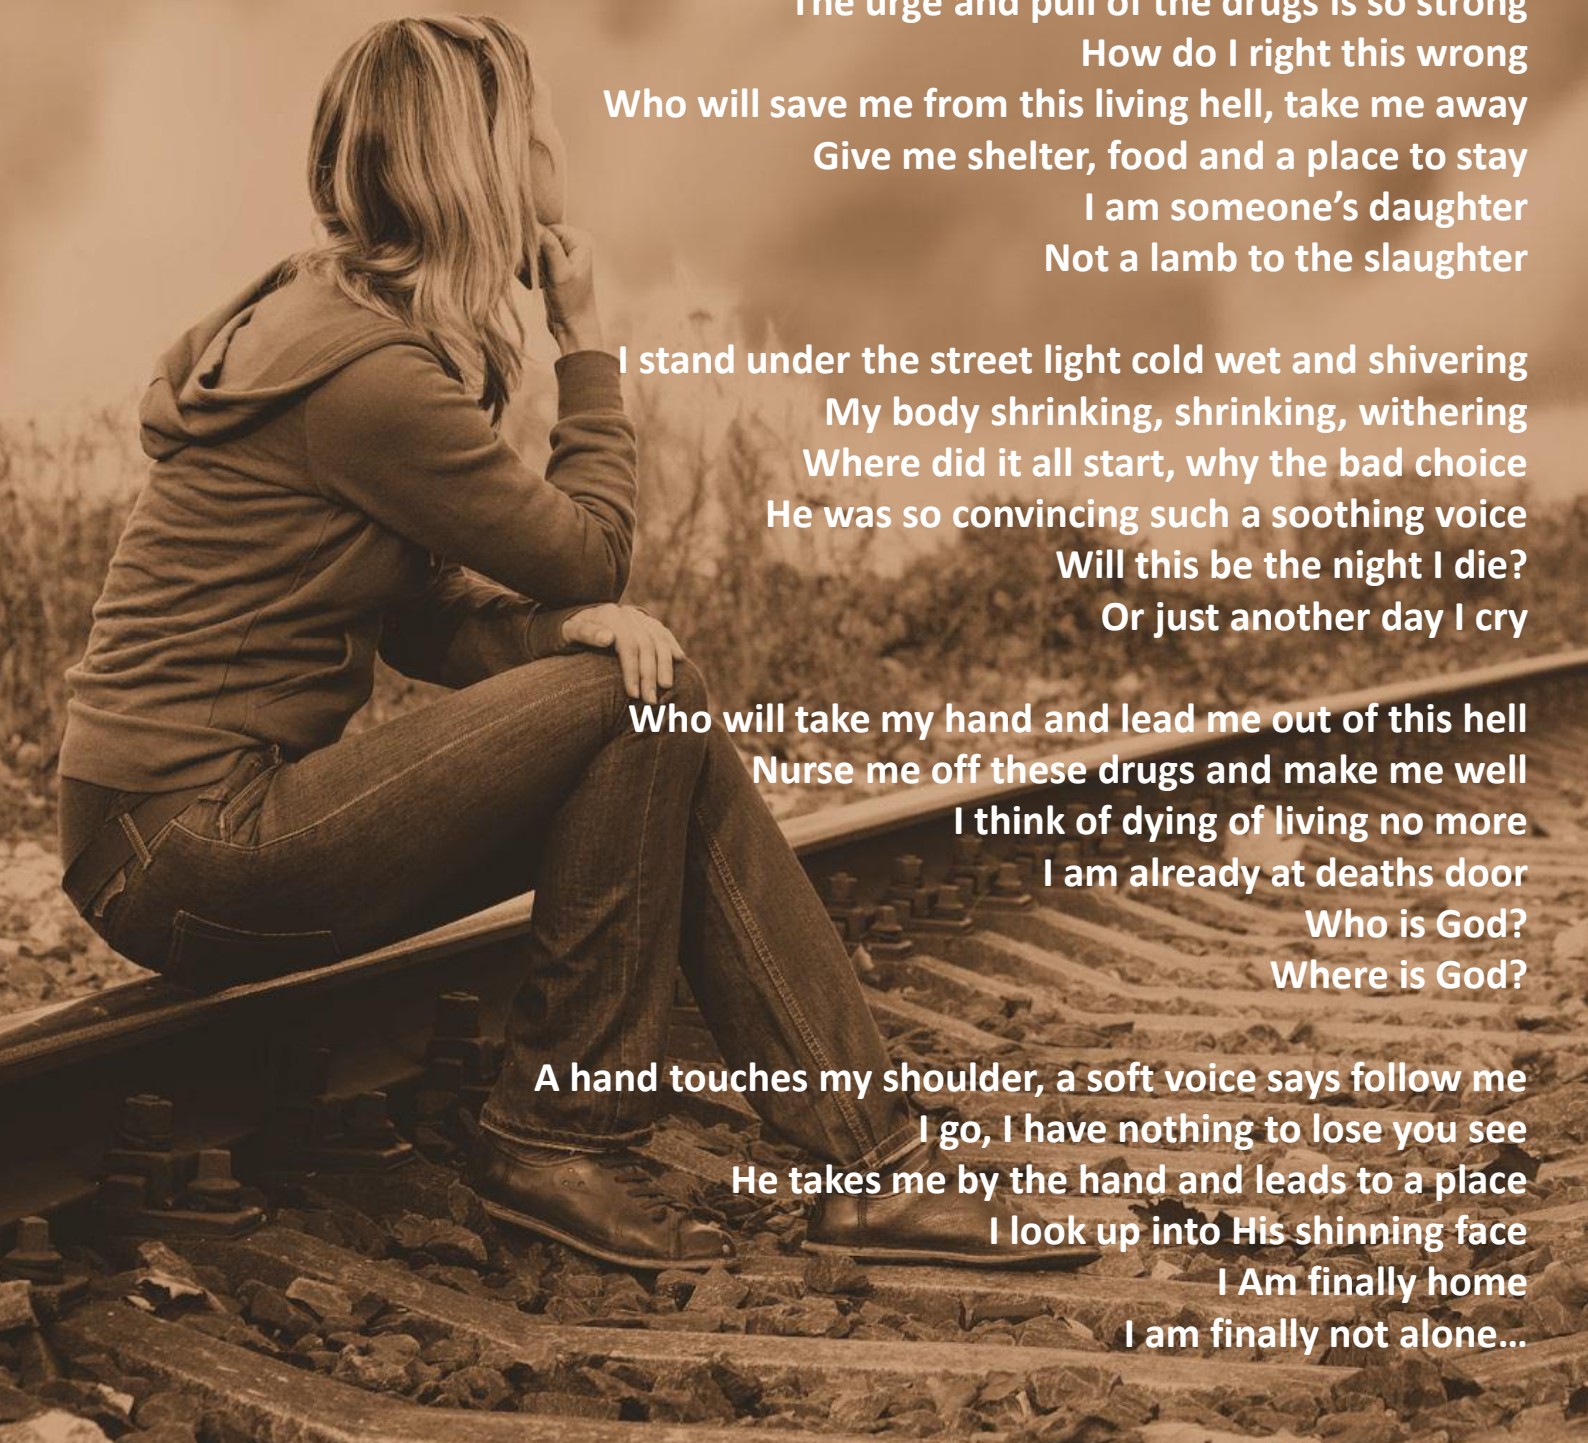 The urge and pull of the drugs is so strong
How do I right this wrong
Who will save me from this living hell, take me away
Give me shelter, food and a place to stay
I am someone’s daughter
Not a lamb to the slaughter
I stand under the street light cold wet and shivering
My body shrinking, shrinking, withering
Where did it all start, why the bad choice
He was so convincing such a soothing voice
Will this be the night I die?
Or just another day I cry
Who will take my hand and lead me out of this hell
Nurse me off these drugs and make me well
I think of dying of living no more
I am already at deaths door
Who is God?
Where is God?
A hand touches my shoulder, a soft voice says follow me
I go, I have nothing to lose you see
He takes me by the hand and leads to a place
I look up into His shinning face
I Am finally home
I am finally not alone…